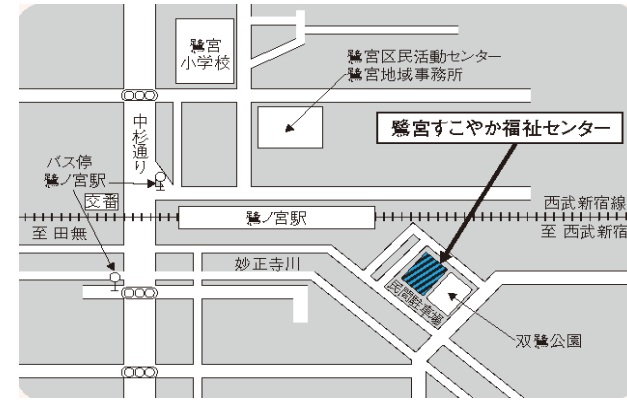 鷺宮
小学校
鷺宮区民活動センター
鷺宮地域事務所
鷺宮すこやか福祉センター
中杉通り
バス停
鷺ノ宮駅
交番
鷺ノ宮駅
西武新宿線
至 田無
至 西武新宿
妙正寺川
民間駐車場
双鷺公園